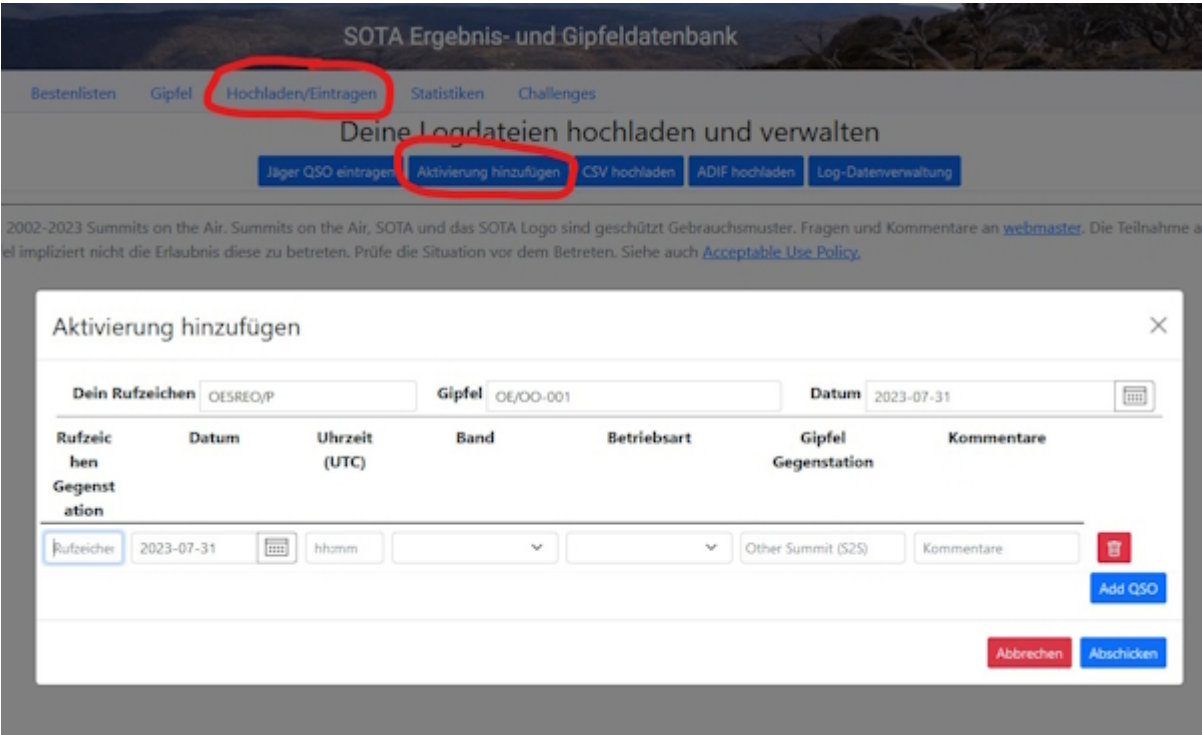 SOTA Ergebnis- und Gipfeldatenbank
Bestenlisten Gipfel Hochladen/Eintragen Statistiken Challenges
Deine Logdateien hochladen und verwalten
Jäger QSO eintragen Aktivierung hinzufügen CSV hochladen ADIF hochladen Log-Datenverwaltung
2002-2023 Summits on the Air. Summits on the Air, SOTA und das SOTA Logo sind geschützt Gebrauchsmuster. Fragen und Kommentare an webmaster. Die Teilnahme a
el impliziert nicht die Erlaubnis diese zu betreten. Prüfe die Situation vor dem Betreten. Siehe auch Acceptable Use Policy.
Aktivierung hinzufügen
Dein Rufzeichen OE5REO/P Gipfel OE/OO-001 Datum 2023-07-31
Rufzeic Datum Uhrzeit Band Betriebsart Gipfel Kommentare
hen (UTC) Gegenstation
Gegenst
ation
Rufzeicher 2023-07-31 hh:mm Other Summit (S2S) Kommentare
Add QSO
Abbrechen Abschicken